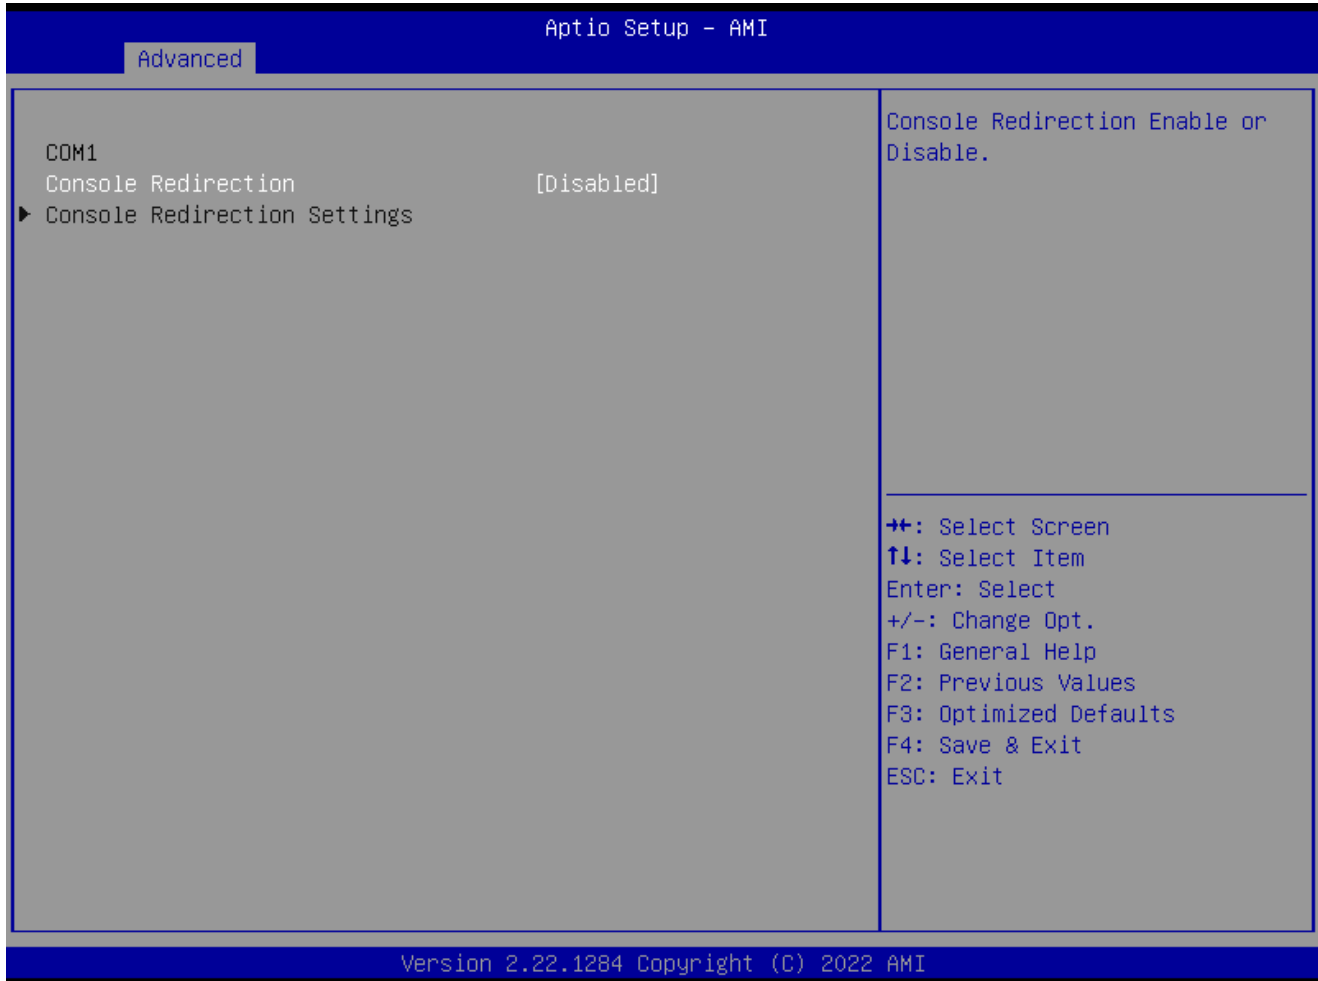 Aptio Setup – AMI
Advanced
COM1
Console Redirection [Disabled]
Console Redirection Settings
Console Redirection Enable or
Disable.
→←: Select Screen
↑↓: Select Item
Enter: Select
+/-: Change Opt.
F1: General Help
F2: Previous Values
F3: Optimized Defaults
F4: Save & Exit
ESC: Exit
Version 2.22.1284 Copyright (C) 2022 AMI